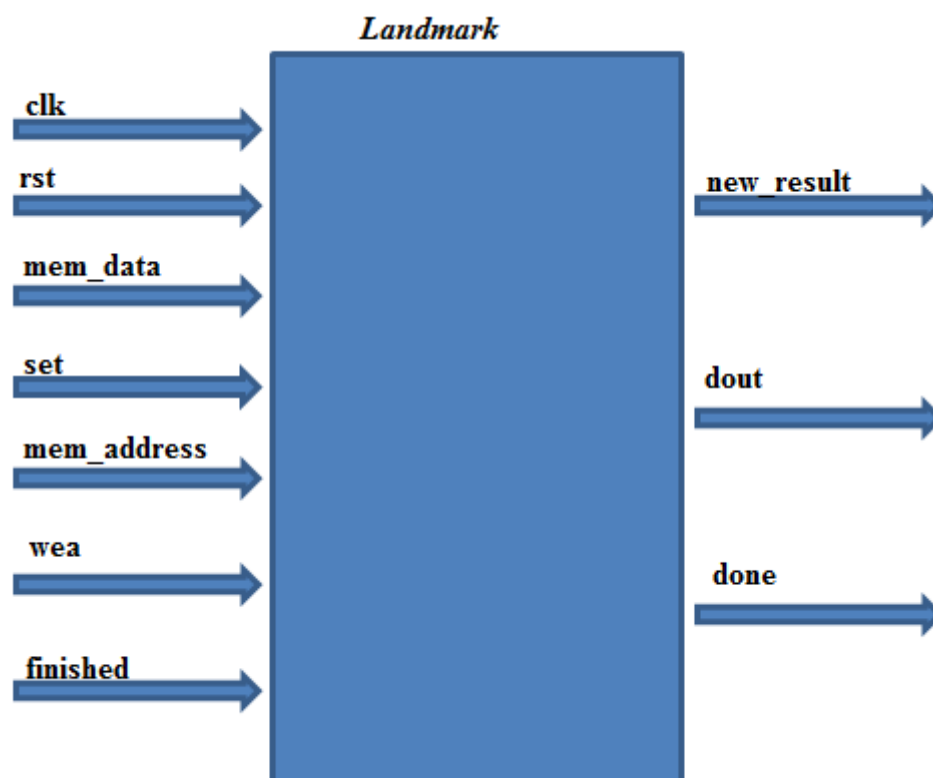 Landmark
clk
rst
mem_data
set
mem_address
wea
finished
new_result
dout
done